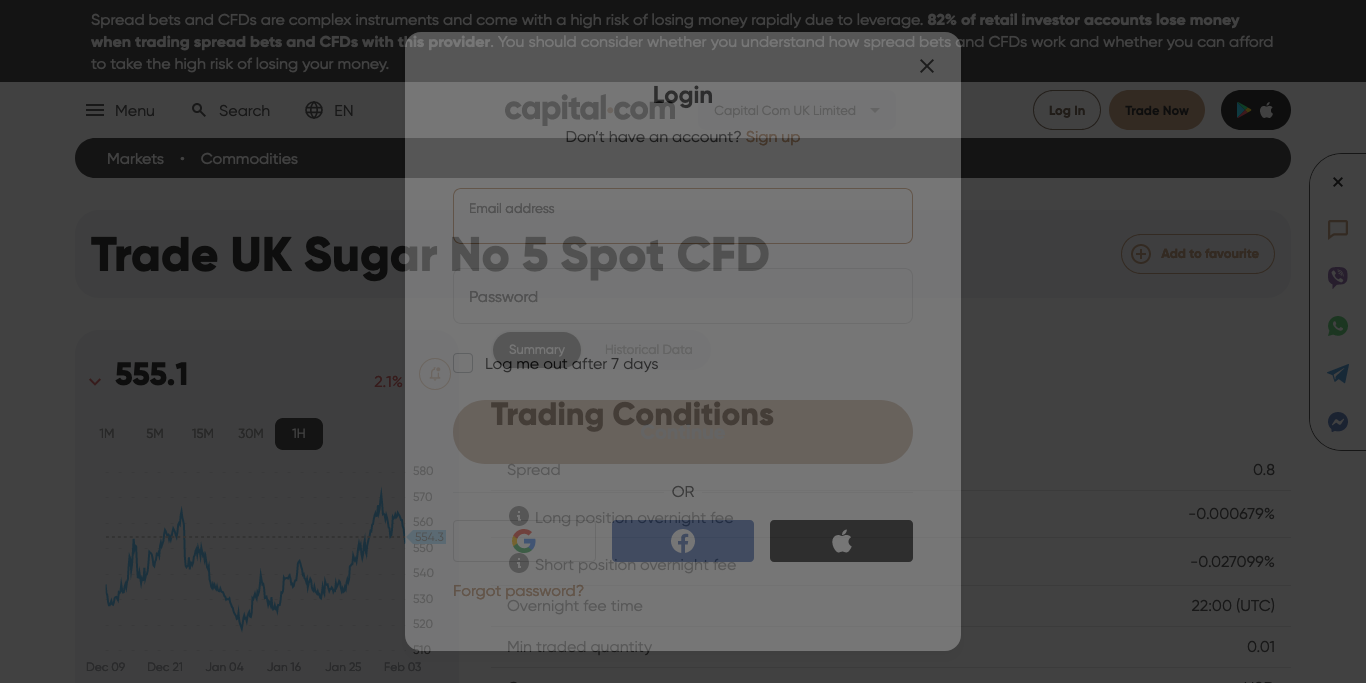 Spread bets and CFDs are complex instruments and come with a high risk of losing money rapidly due to leverage. 82% of retail investor accounts lose money
when trading spread bets and CFDs with this provider. You should consider whether you understand how spread bets and CFDs work and whether you can afford
to take the high risk of losing your money.
Menu
Search
EN
capital.com
Capital Com UK Limited
Log In
Trade Now
Login
Don't have an account? Sign up
Markets • Commodities
Email address
Trade UK Sugar No 5 Spot CFD
Add to favourite
Password
Summary
Historical Data
Log me out after 7 days
555.1
2.1%
1M 5M 15M 30M 1H
Trading Conditions
Spread 0.8
OR
Long position overnight fee -0.000679%
Short position overnight fee -0.027099%
Forgot password?
Overnight fee time 22:00 (UTC)
Min traded quantity 0.01
580
570
560
554.3
550
540
530
520
510
Dec 09 Dec 21 Jan 04 Jan 16 Jan 25 Feb 03